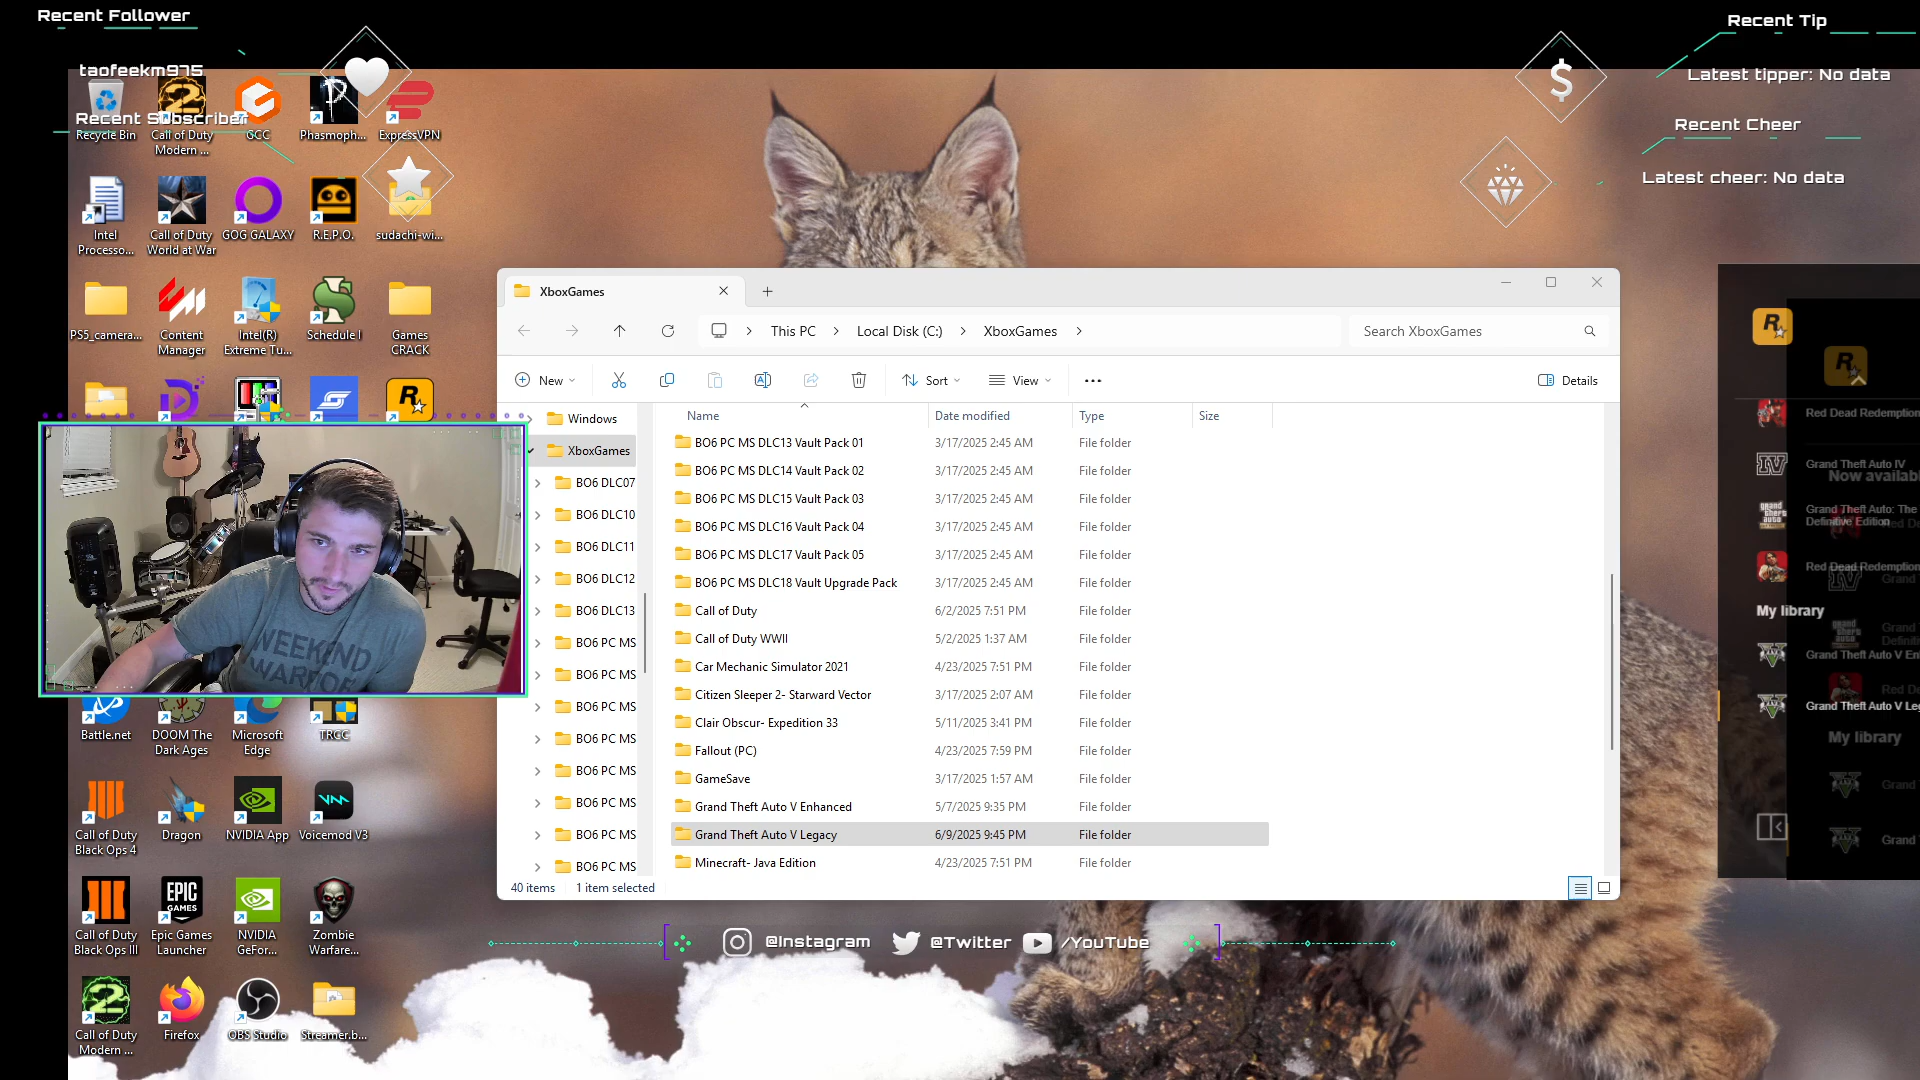 Recent Follower
taofeekm975
Recent Subscriber
Recent Tip
Latest tipper: No data
Recent Cheer
Latest cheer: No data
Recycle Bin
Call of Duty
Modern ...
GCC
Phasmoph...
ExpressVPN
Intel
Processo...
Call of Duty
World at War
GOG GALAXY
R.E.P.O.
sudachi-wi...
PS5_camera...
Content
Manager
Intel(R)
Extreme Tu...
Schedule I
Games
CRACK
WEEKEND
WARRIOR
Battle.net
DOOM The
Dark Ages
Microsoft
Edge
TRCC
Call of Duty
Black Ops 4
Dragon
NVIDIA App
Voicemod V3
Call of Duty
Black Ops III
EPIC
GAMES
Epic Games
Launcher
NVIDIA
GeFor...
Zombie
Warfare...
Call of Duty
Modern ...
Firefox
OBS Studio
Streamer.b...
XboxGames
This PC
Local Disk (C:)
XboxGames
Search XboxGames
New
Sort
View
Details
Windows
XboxGames
BO6 DLC07
BO6 DLC10
BO6 DLC11
BO6 DLC12
BO6 DLC13
BO6 PC MS
BO6 PC MS
BO6 PC MS
BO6 PC MS
BO6 PC MS
BO6 PC MS
BO6 PC MS
BO6 PC MS
Name Date modified Type Size
BO6 PC MS DLC13 Vault Pack 01 3/17/2025 2:45 AM File folder
BO6 PC MS DLC14 Vault Pack 02 3/17/2025 2:45 AM File folder
BO6 PC MS DLC15 Vault Pack 03 3/17/2025 2:45 AM File folder
BO6 PC MS DLC16 Vault Pack 04 3/17/2025 2:45 AM File folder
BO6 PC MS DLC17 Vault Pack 05 3/17/2025 2:45 AM File folder
BO6 PC MS DLC18 Vault Upgrade Pack 3/17/2025 2:45 AM File folder
Call of Duty 6/2/2025 7:51 PM File folder
Call of Duty WWII 5/2/2025 1:37 AM File folder
Car Mechanic Simulator 2021 4/23/2025 7:51 PM File folder
Citizen Sleeper 2- Starward Vector 3/17/2025 2:07 AM File folder
Clair Obscur- Expedition 33 5/11/2025 3:41 PM File folder
Fallout (PC) 4/23/2025 7:59 PM File folder
GameSave 3/17/2025 1:57 AM File folder
Grand Theft Auto V Enhanced 5/7/2025 9:35 PM File folder
Grand Theft Auto V Legacy 6/9/2025 9:45 PM File folder
Minecraft- Java Edition 4/23/2025 7:51 PM File folder
40 items 1 item selected
@Instagram
@Twitter
/YouTube
Red Dead Redemption
Grand Theft Auto IV
Now availabl
Grand Theft Auto: The
Definitive Edition
Red Dead Redemption
Grand
My library
Grand T
Definiti
Grand Theft Auto V En
Red D
Grand Theft Auto V Leg
My library
Grand
Grand